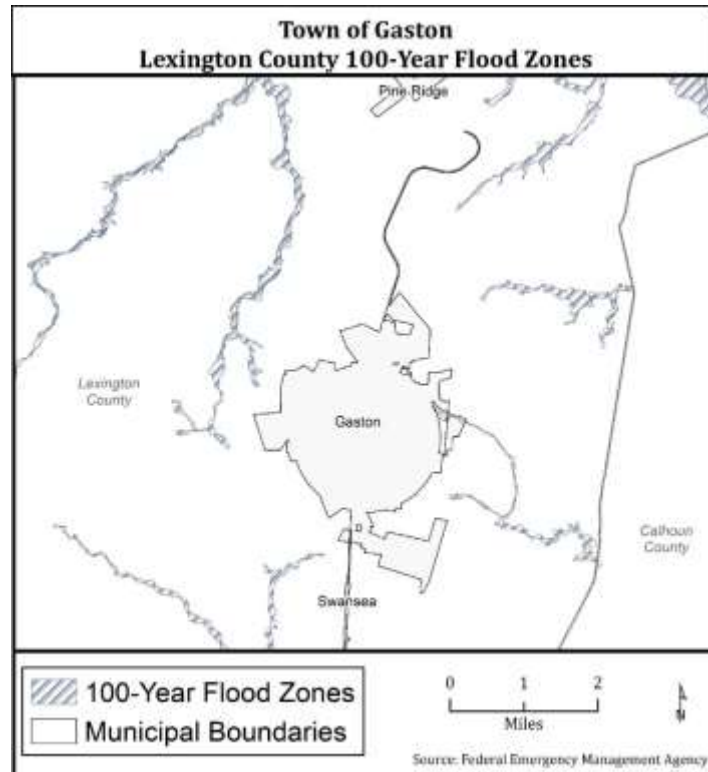 Town of Gaston
Lexington County 100-Year Flood Zones
Pine Ridge
Lexington
County
Gaston
Calhoun
County
Swansea
100-Year Flood Zones
Municipal Boundaries
0 1 2
Miles
N
Source: Federal Emergency Management Agency